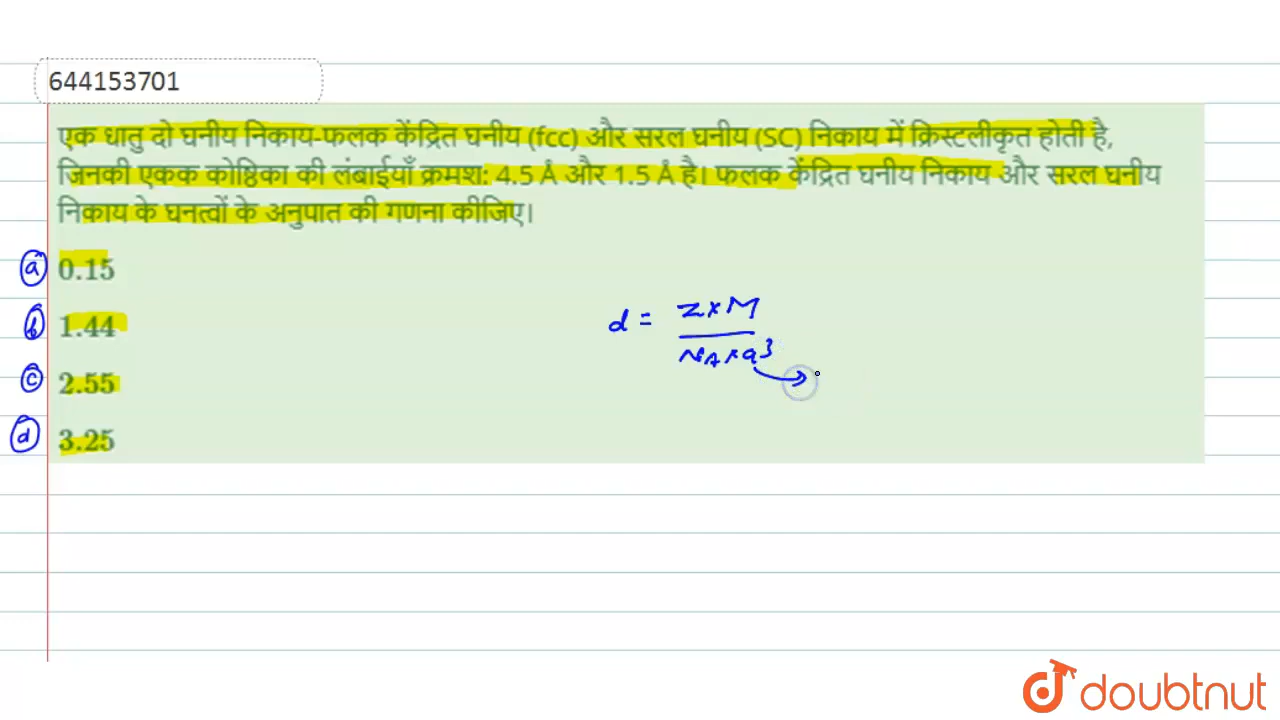 644153701
एक धातु दो घनीय निकाय-फलक केंद्रित घनीय (fcc) और सरल घनीय (SC) निकाय में क्रिस्टलीकृत होती है,
जिनकी एकक कोष्ठिका की लंबाईयाँ क्रमश: 4.5 Å और 1.5 Å है। फलक केंद्रित घनीय निकाय और सरल घनीय
निकाय के घनत्वों के अनुपात की गणना कीजिए।
a 0.15
b 1.44
c 2.55
d 3.25
d = Z×M
N_A×a³
doubtnut